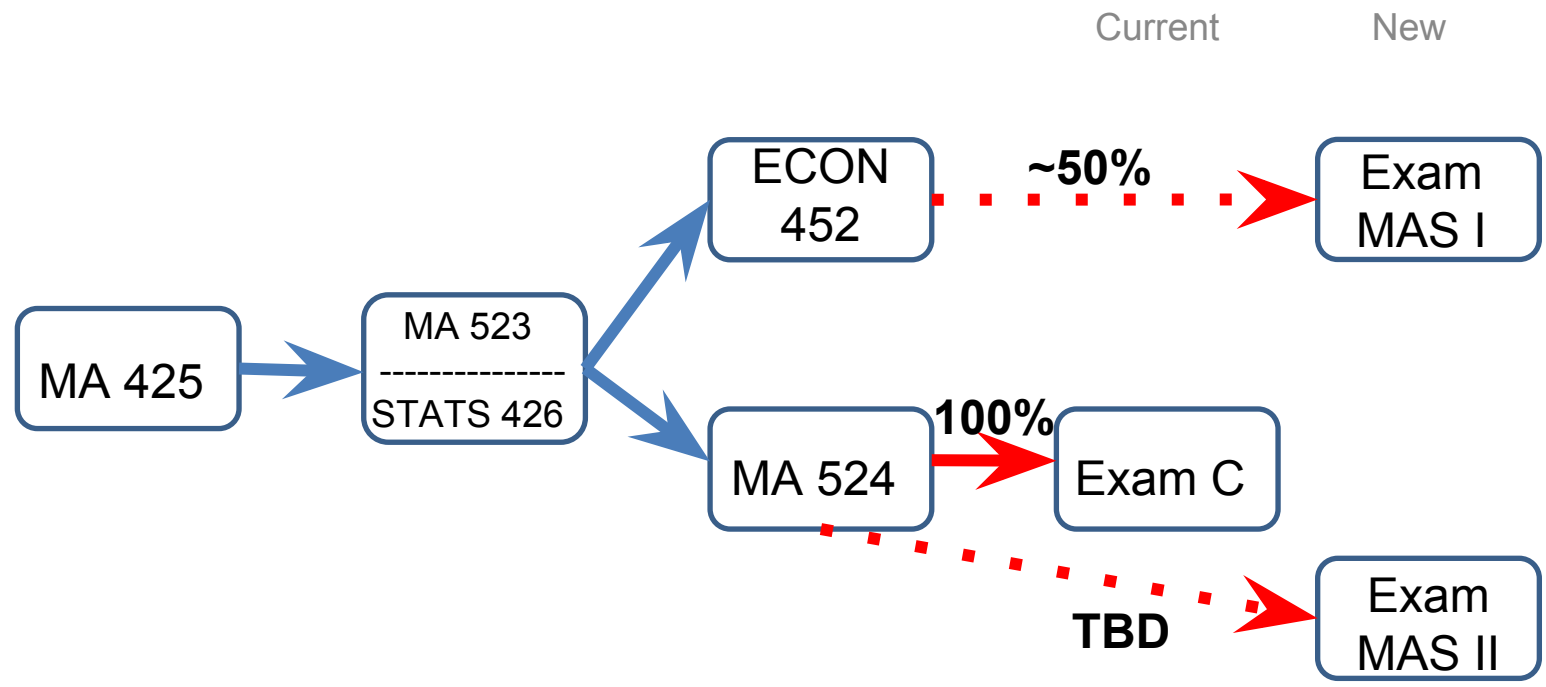 Current New
ECON
452
~50%
Exam
MAS I
MA 425
MA 523
---------------
STATS 426
MA 524
100%
Exam C
TBD
Exam
MAS II